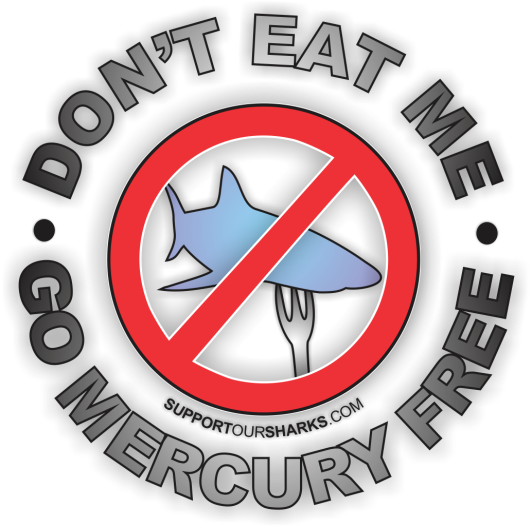 DON'T EAT ME
• GO MERCURY FREE •
SUPPORTOURSHARKS.COM